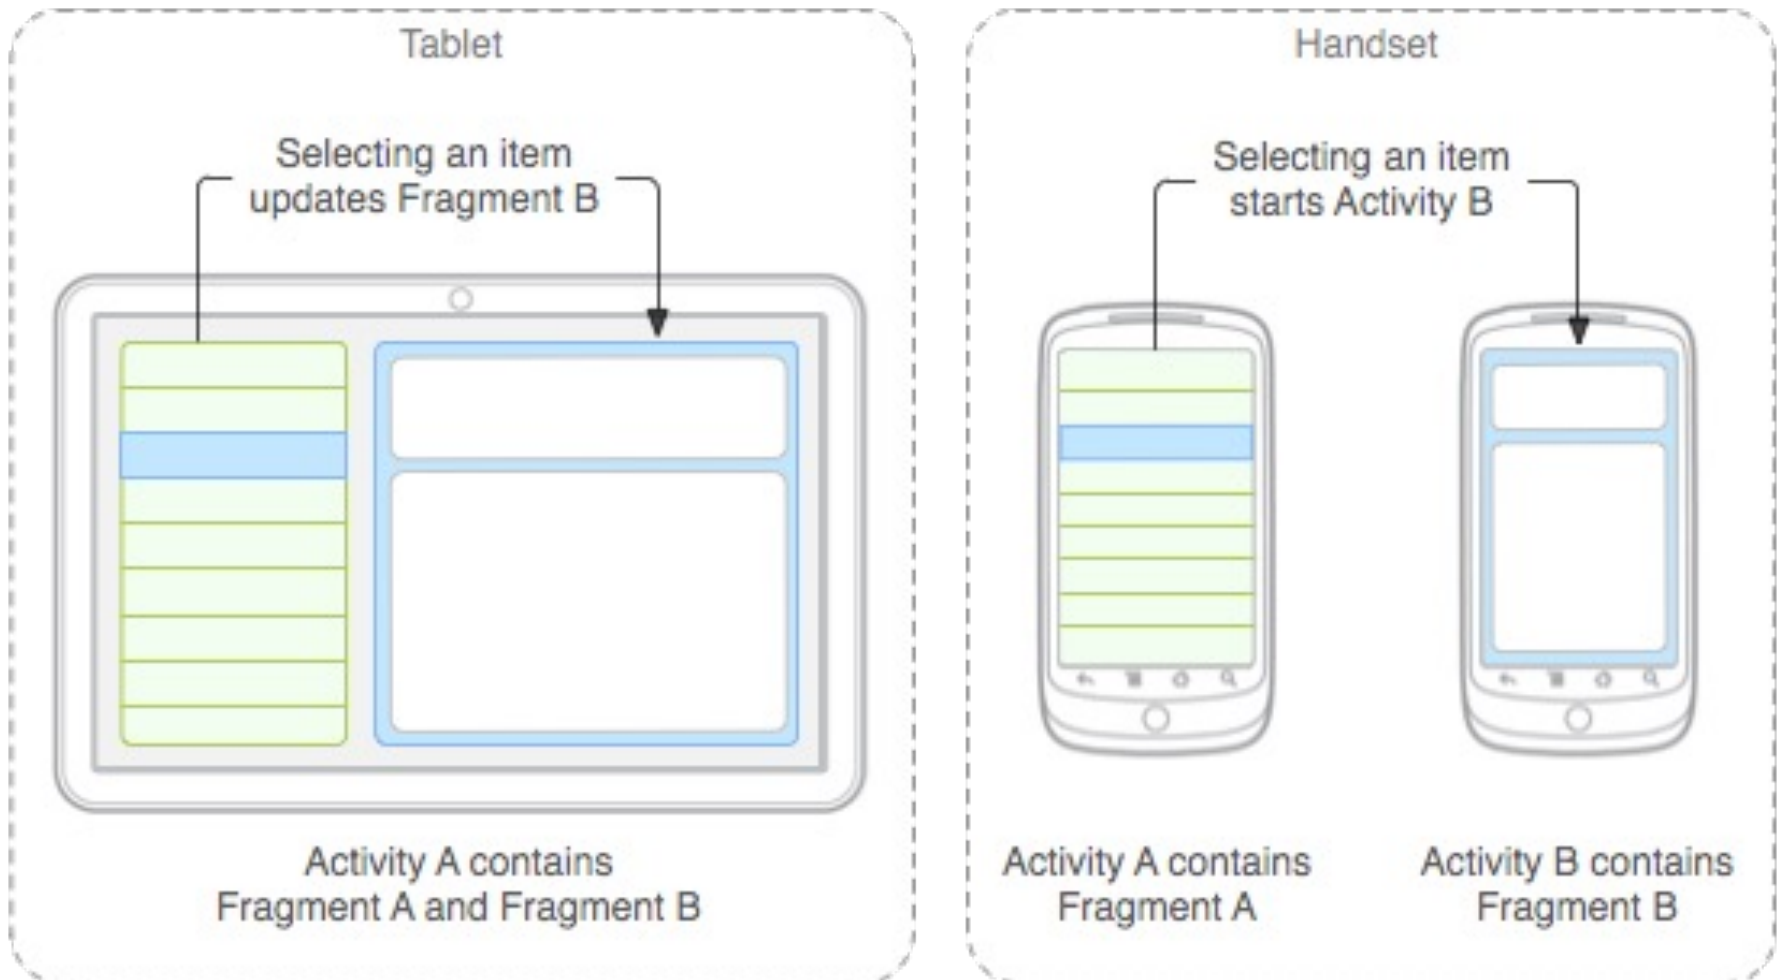 Tablet
Selecting an item
updates Fragment B
Activity A contains
Fragment A and Fragment B
Handset
Selecting an item
starts Activity B
Activity A contains
Fragment A
Activity B contains
Fragment B